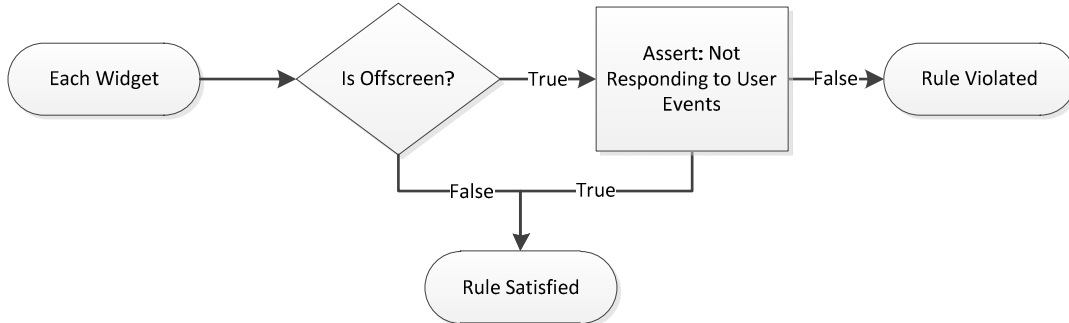 Each Widget
Is Offscreen?
True
Assert: Not
Responding to User
Events
False
Rule Violated
False
True
Rule Satisfied